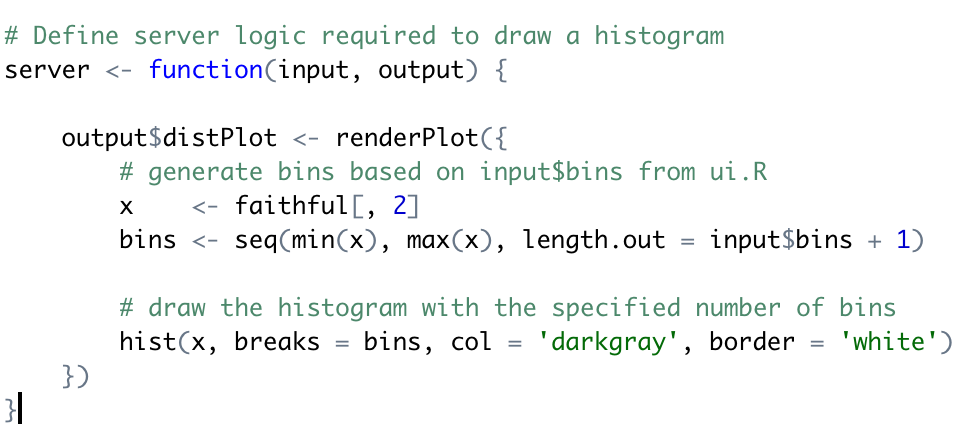 # Define server logic required to draw a histogram
server <- function(input, output) {
    output$distPlot <- renderPlot({
        # generate bins based on input$bins from ui.R
        x    <- faithful[, 2]
        bins <- seq(min(x), max(x), length.out = input$bins + 1)
        # draw the histogram with the specified number of bins
        hist(x, breaks = bins, col = 'darkgray', border = 'white')
    })
}